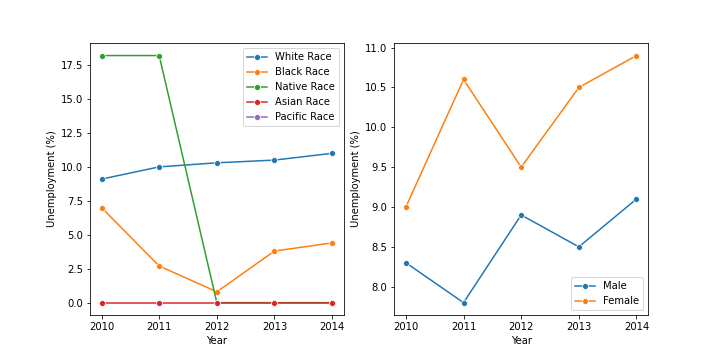 Unemployment (%)
17.5
15.0
12.5
10.0
7.5
5.0
2.5
0.0
White Race
Black Race
Native Race
Asian Race
Pacific Race
2010 2011 2012 2013 2014
Year
Unemployment (%)
11.0
10.5
10.0
9.5
9.0
8.5
8.0
Male
Female
2010 2011 2012 2013 2014
Year